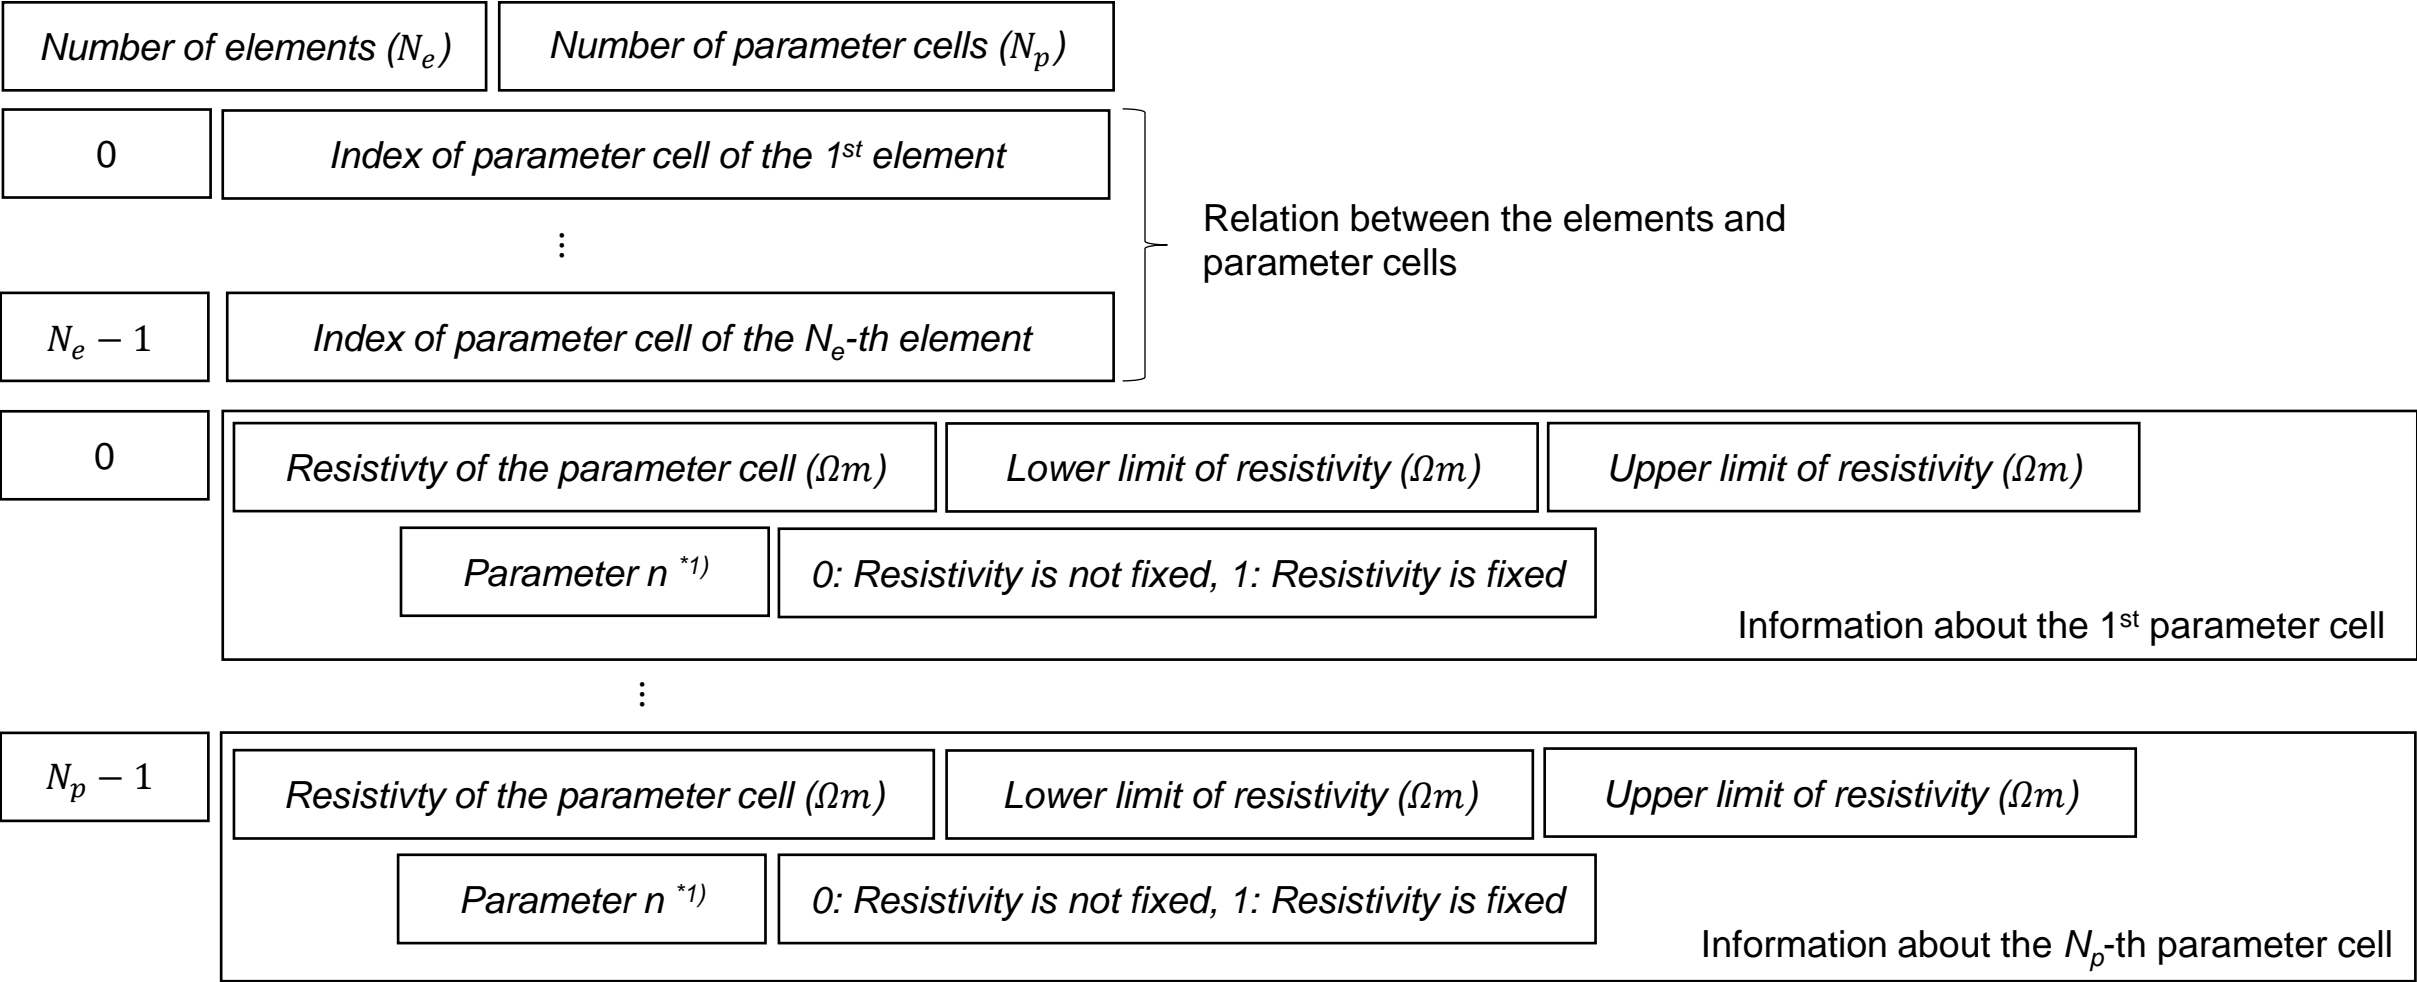 Number of elements (Nₑ) Number of parameter cells (Nₚ)
0 Index of parameter cell of the 1st element
⋮
Relation between the elements and
parameter cells
Nₑ − 1 Index of parameter cell of the Nₑ-th element
0 Resistivty of the parameter cell (Ωm) Lower limit of resistivity (Ωm) Upper limit of resistivity (Ωm)
Parameter n *1) 0: Resistivity is not fixed, 1: Resistivity is fixed
Information about the 1st parameter cell
⋮
Nₚ − 1 Resistivty of the parameter cell (Ωm) Lower limit of resistivity (Ωm) Upper limit of resistivity (Ωm)
Parameter n *1) 0: Resistivity is not fixed, 1: Resistivity is fixed
Information about the Nₚ-th parameter cell